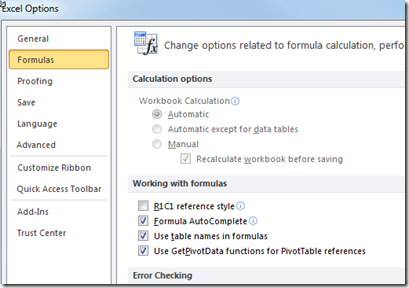 Excel Options
General
Formulas
Proofing
Save
Language
Advanced
Customize Ribbon
Quick Access Toolbar
Add-Ins
Trust Center
fx
Change options related to formula calculation, perfo
Calculation options
Workbook Calculation
Automatic
Automatic except for data tables
Manual
Recalculate workbook before saving
Working with formulas
R1C1 reference style
Formula AutoComplete
Use table names in formulas
Use GetPivotData functions for PivotTable references
Error Checking